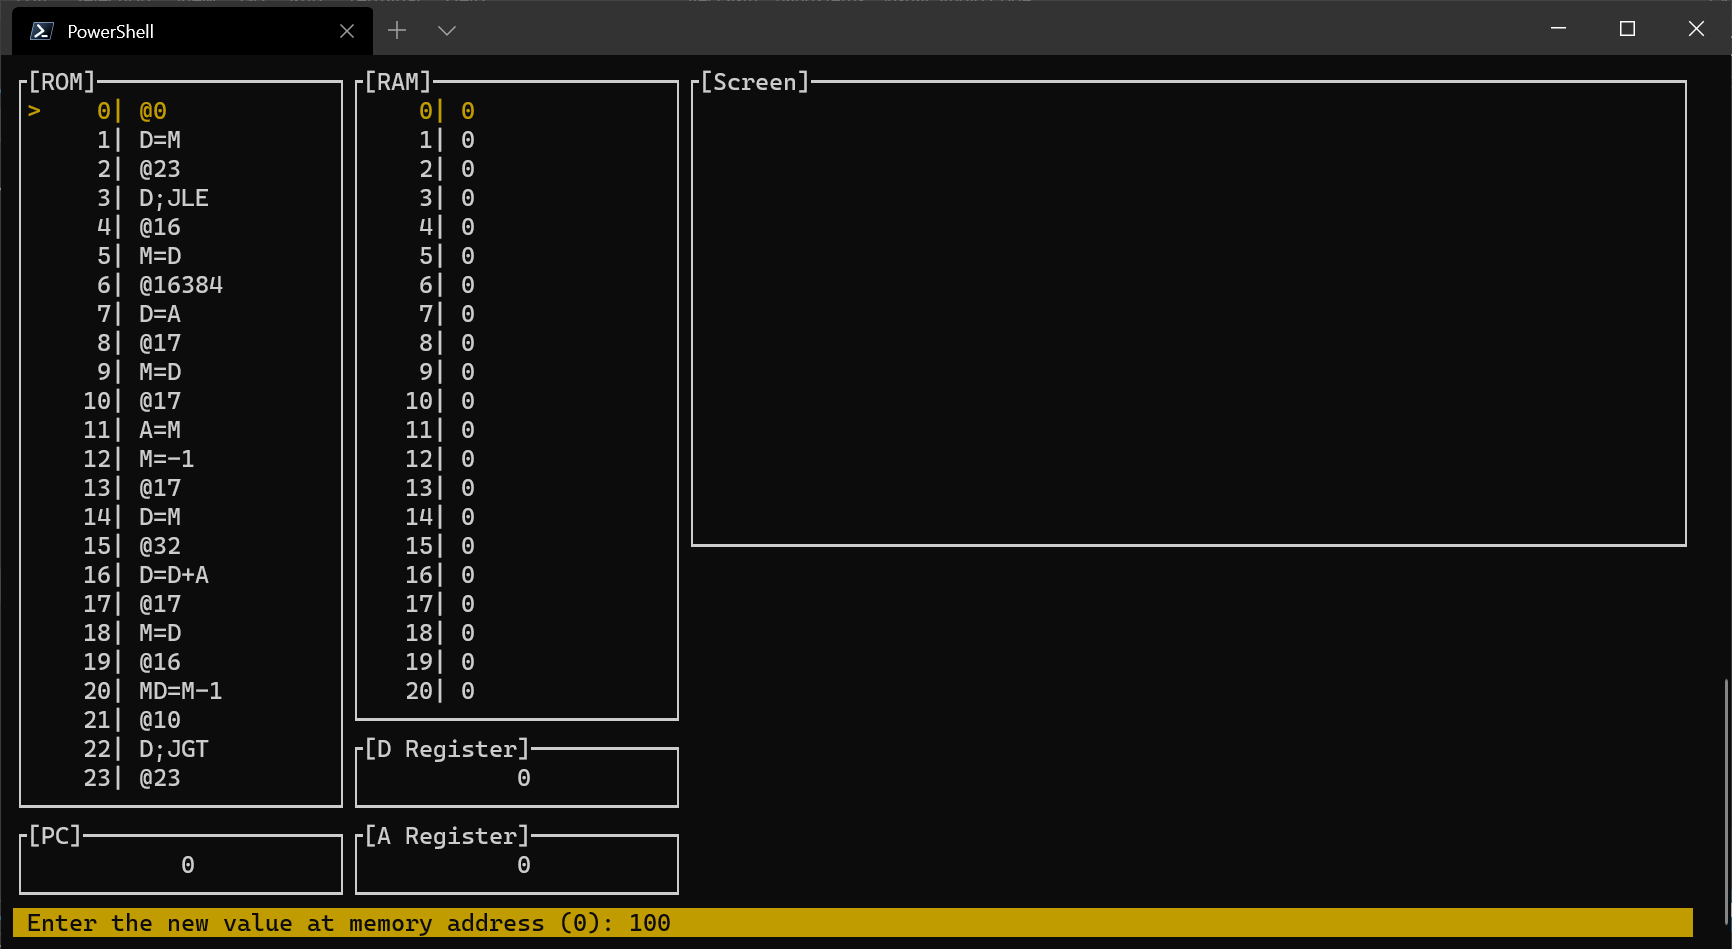 PowerShell
[ROM]
> 0| @0
1| D=M
2| @23
3| D;JLE
4| @16
5| M=D
6| @16384
7| D=A
8| @17
9| M=D
10| @17
11| A=M
12| M=-1
13| @17
14| D=M
15| @32
16| D=D+A
17| @17
18| M=D
19| @16
20| MD=M-1
21| @10
22| D;JGT
23| @23
[PC]
0
[RAM]
0| 0
1| 0
2| 0
3| 0
4| 0
5| 0
6| 0
7| 0
8| 0
9| 0
10| 0
11| 0
12| 0
13| 0
14| 0
15| 0
16| 0
17| 0
18| 0
19| 0
20| 0
[D Register]
0
[A Register]
0
[Screen]
Enter the new value at memory address (0): 100